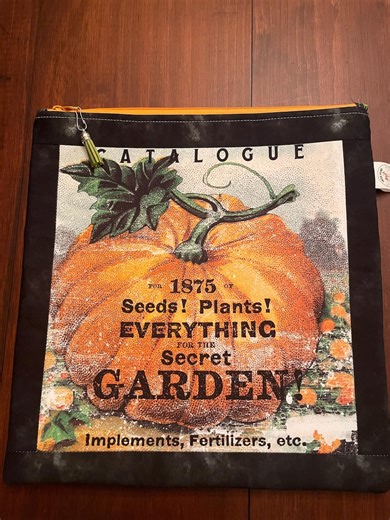 CATALOGUE
FOR 1875 OF
Seeds! Plants!
EVERYTHING
FOR THE
Secret
GARDEN!
Implements, Fertilizers, etc.